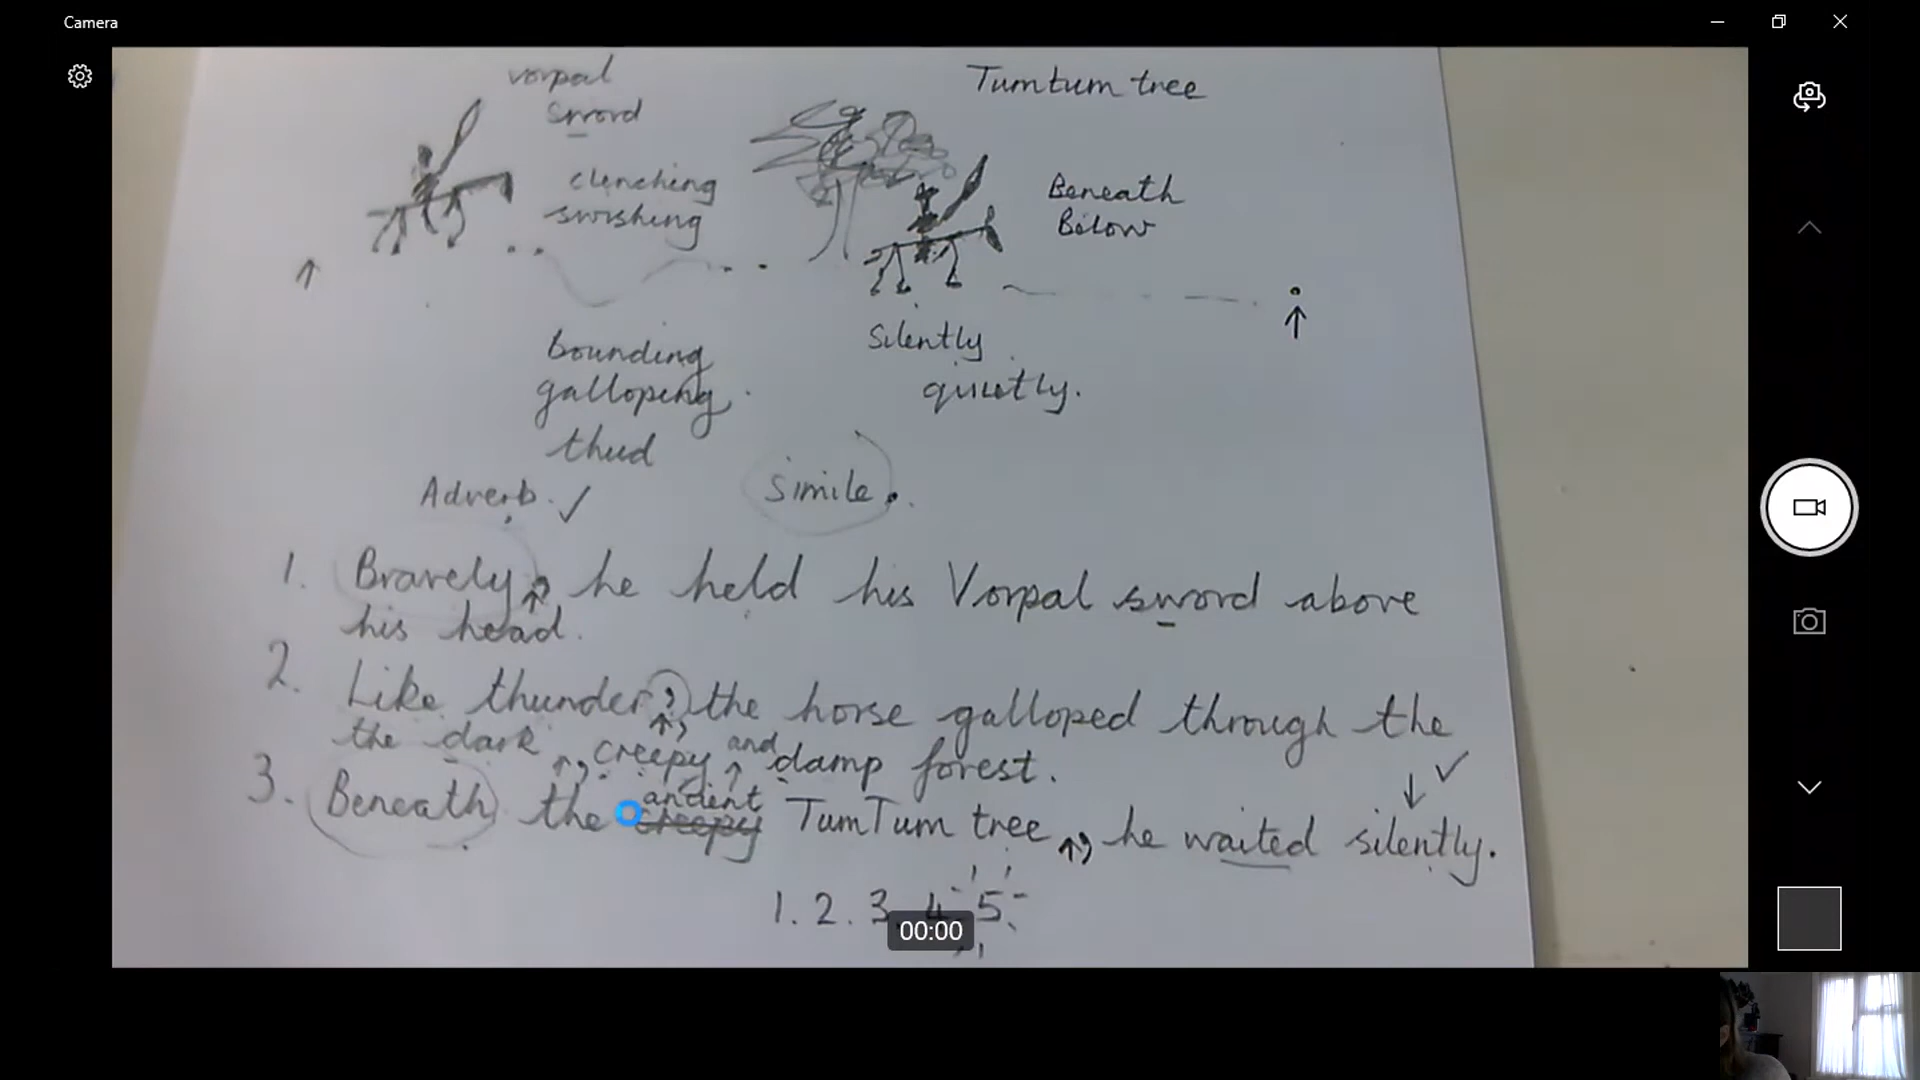 Camera
vorpal
sword
Tumtum tree
clenching
swishing
Beneath
Below
bounding
galloping
thud
Silently
quietly.
Adverb. ✓
Simile.
1. Bravely, he held his Vorpal sword above
his head.
2. Like thunder, the horse galloped through the
the dark, creepy and damp forest.
3. Beneath the creepy ancient TumTum tree, he waited silently.
1. 2. 3. 4. 5
00:00